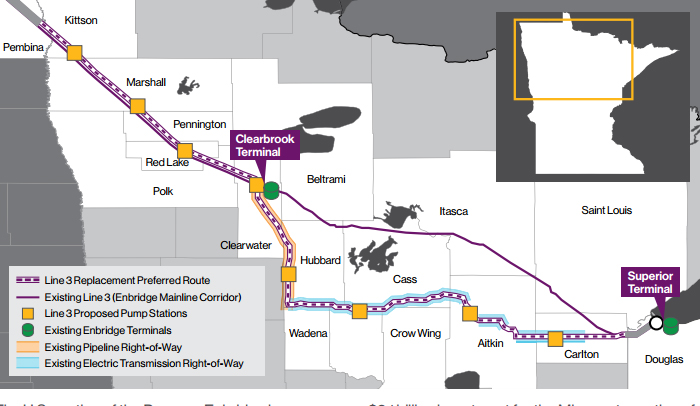 Kittson
Pembina
Marshall
Pennington
Clearbrook
Terminal
Red Lake
Polk
Beltrami
Itasca
Saint Louis
Clearwater
Hubbard
Cass
Superior
Terminal
Line 3 Replacement Preferred Route
Existing Line 3 (Enbridge Mainline Corridor)
Line 3 Proposed Pump Stations
Existing Enbridge Terminals
Existing Pipeline Right-of-Way
Existing Electric Transmission Right-of-Way
Wadena
Crow Wing
Aitkin
Carlton
Douglas